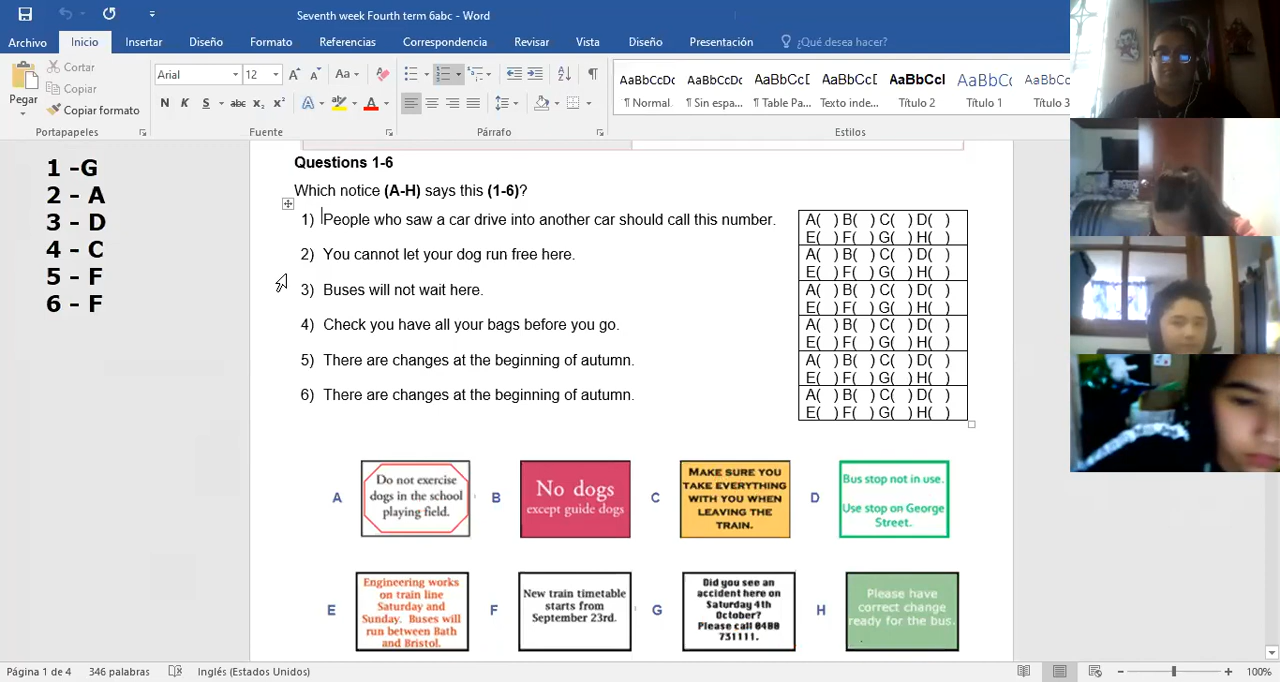 Seventh week Fourth term 6abc - Word
Archivo Inicio Insertar Diseño Formato Referencias Correspondencia Revisar Vista Diseño Presentación ¿Qué desea hacer?
Pegar
Cortar
Copiar
Copiar formato
Portapapeles
Arial 12
N K S abc x₂ x²
Fuente
Párrafo
AaBbCcDc AaBbCcDc AaBbCcD AaBbCcD AaBbCcI AaBbCcD AaBbCcD
¶ Normal ¶ Sin espa... ¶ Table Pa... Texto inde... Título 2 Título 1 Título 3
Estilos
1 -G
2 - A
3 - D
4 - C
5 - F
6 - F
Questions 1-6
Which notice (A-H) says this (1-6)?
1) People who saw a car drive into another car should call this number.
2) You cannot let your dog run free here.
3) Buses will not wait here.
4) Check you have all your bags before you go.
5) There are changes at the beginning of autumn.
6) There are changes at the beginning of autumn.
A( ) B( ) C( ) D( )
E( ) F( ) G( ) H( )
A( ) B( ) C( ) D( )
E( ) F( ) G( ) H( )
A( ) B( ) C( ) D( )
E( ) F( ) G( ) H( )
A( ) B( ) C( ) D( )
E( ) F( ) G( ) H( )
A( ) B( ) C( ) D( )
E( ) F( ) G( ) H( )
A( ) B( ) C( ) D( )
E( ) F( ) G( ) H( )
A
Do not exercise
dogs in the school
playing field.
B
No dogs
except guide dogs
C
MAKE SURE YOU
TAKE EVERYTHING
WITH YOU WHEN
LEAVING THE
TRAIN.
D
Bus stop not in use.
Use stop on George
Street.
E
Engineering works
on train line
Saturday and
Sunday. Buses will
run between Bath
and Bristol.
F
New train timetable
starts from
September 23rd.
G
Did you see an
accident here on
Saturday 4th
October?
Please call 0480
731111.
H
Please have
correct change
ready for the bus.
Página 1 de 4 346 palabras Inglés (Estados Unidos) 100%